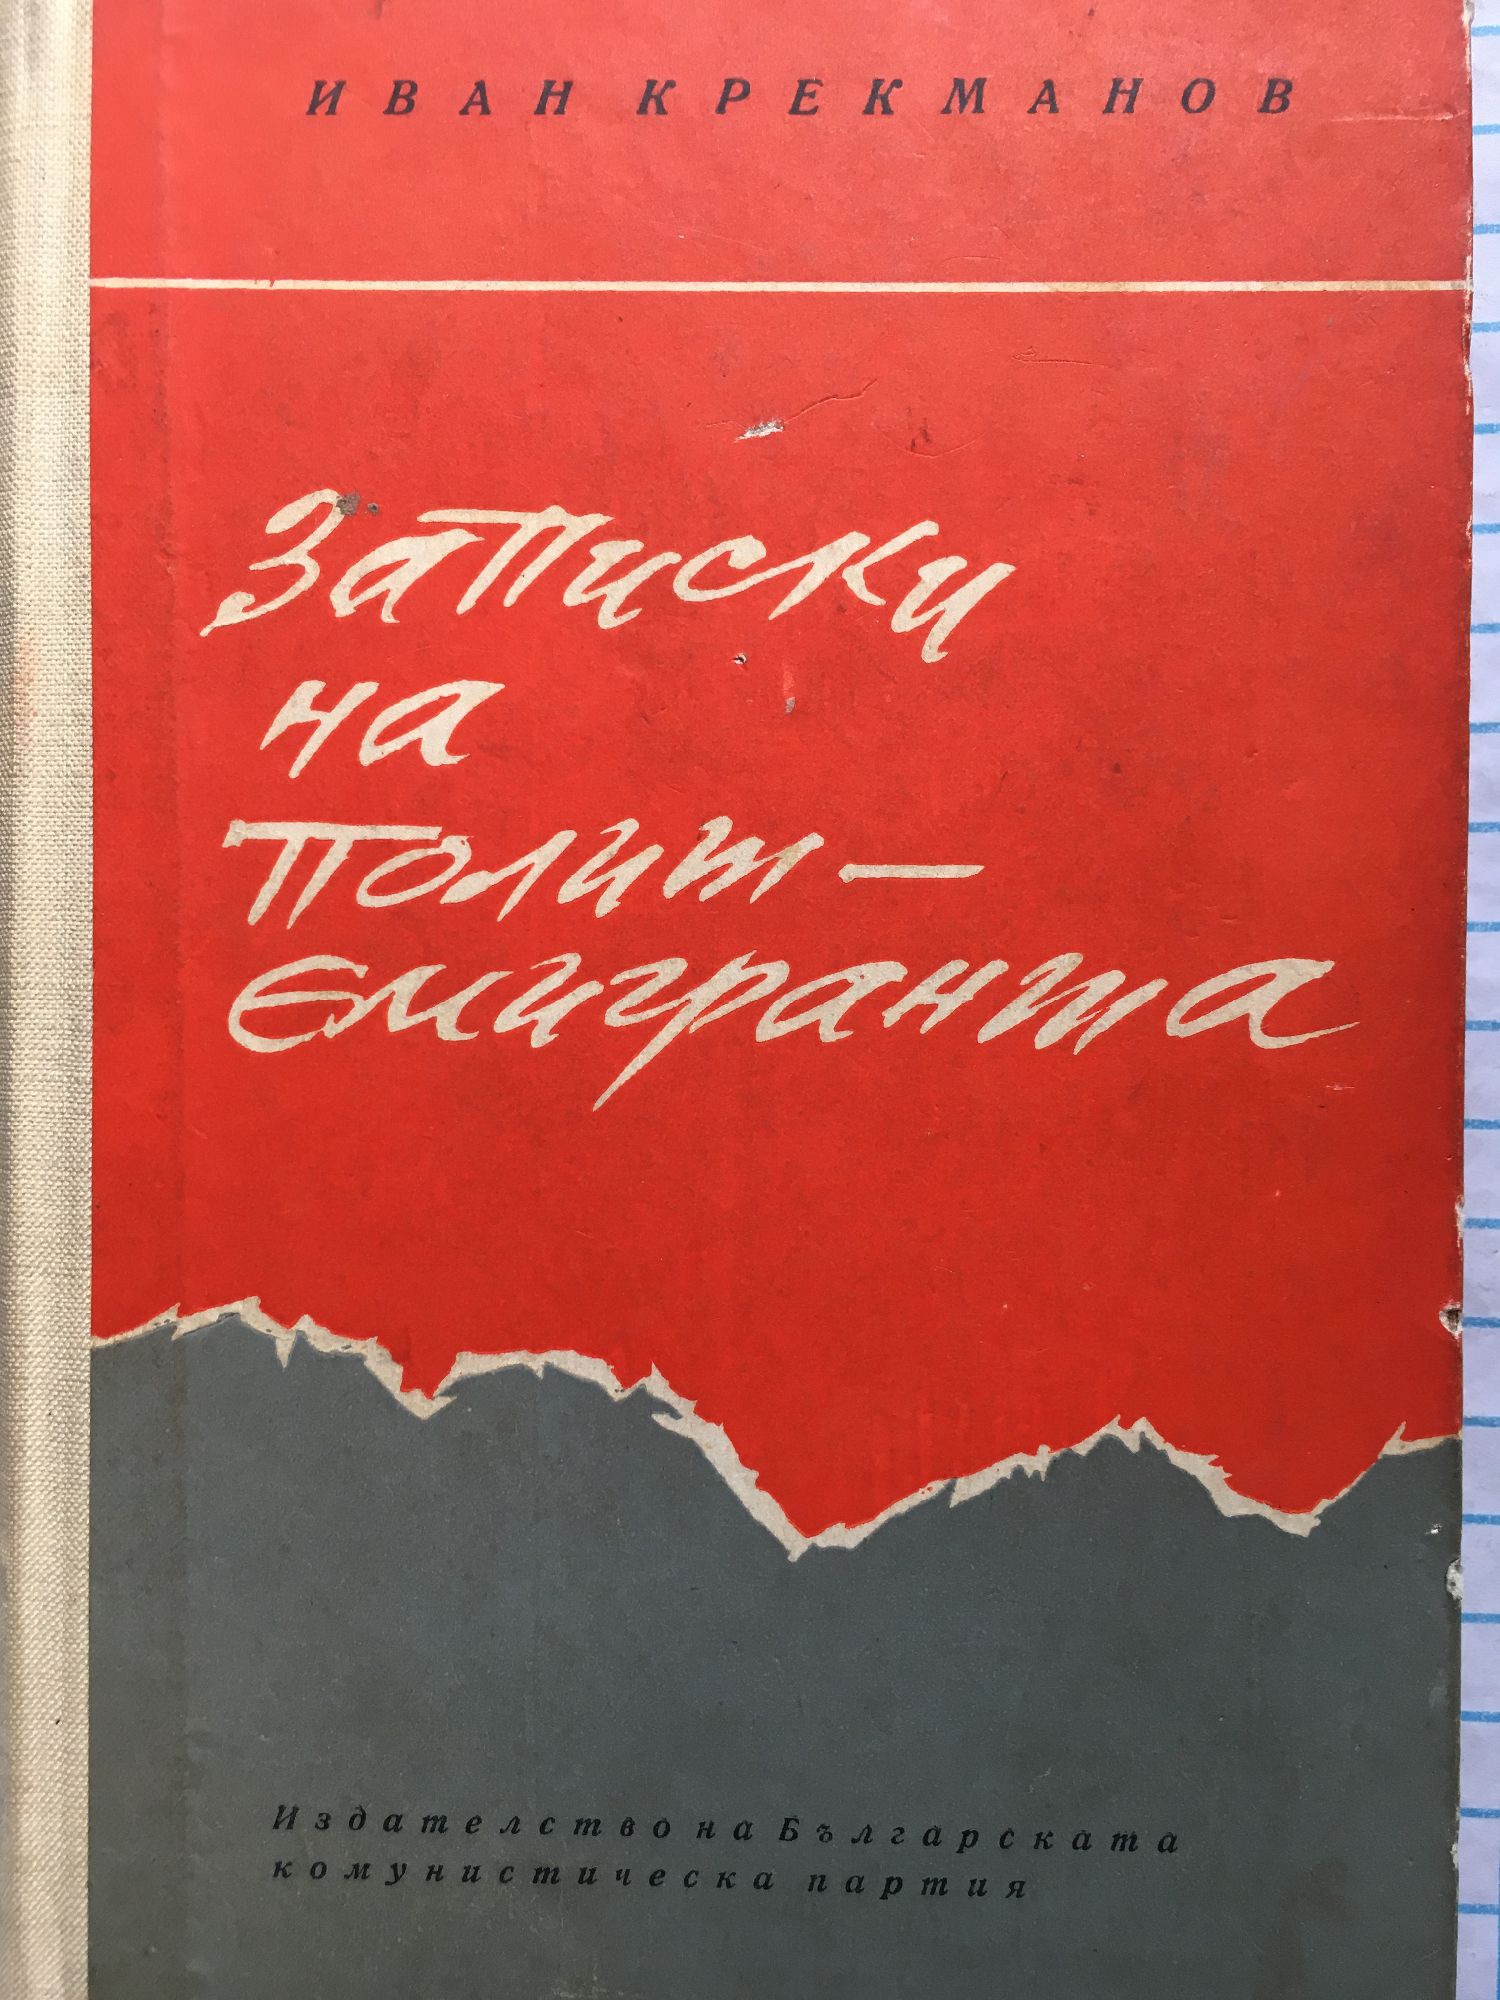 ИВАН КРЕКМАНОВ
Записки
на
Полит-
емигранта
Издателство на Българската
комунистическа партия